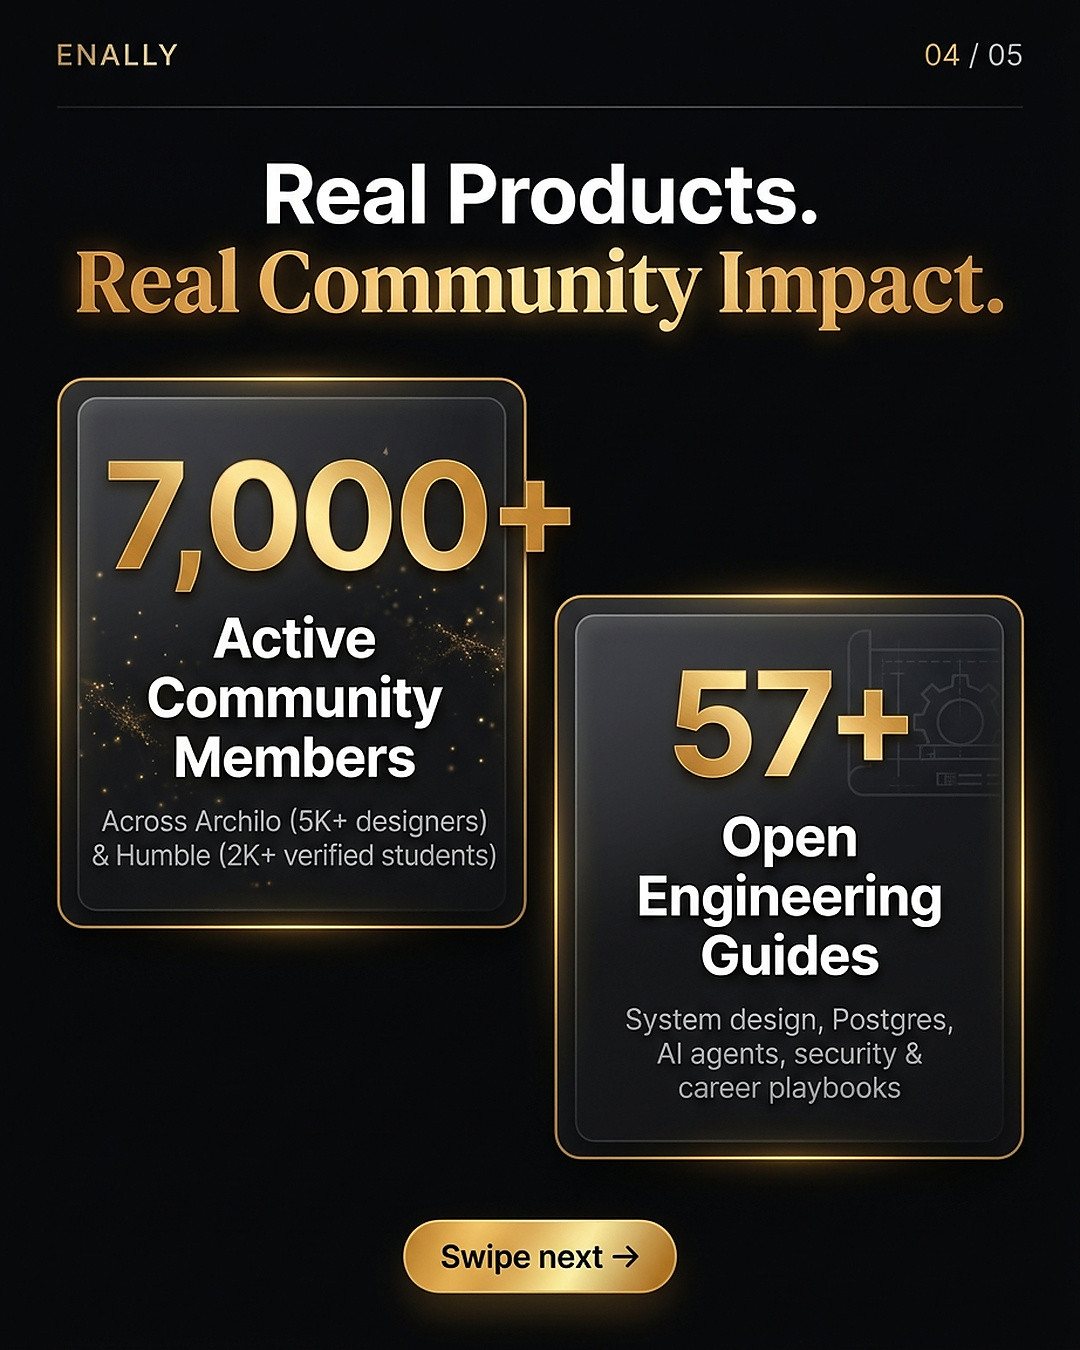 ENALLY
04 / 05
Real Products.
Real Community Impact.
7,000+
Active
Community
Members
Across Archilo (5K+ designers)
& Humble (2K+ verified students)
57+
Open
Engineering
Guides
System design, Postgres,
AI agents, security &
career playbooks
Swipe next →